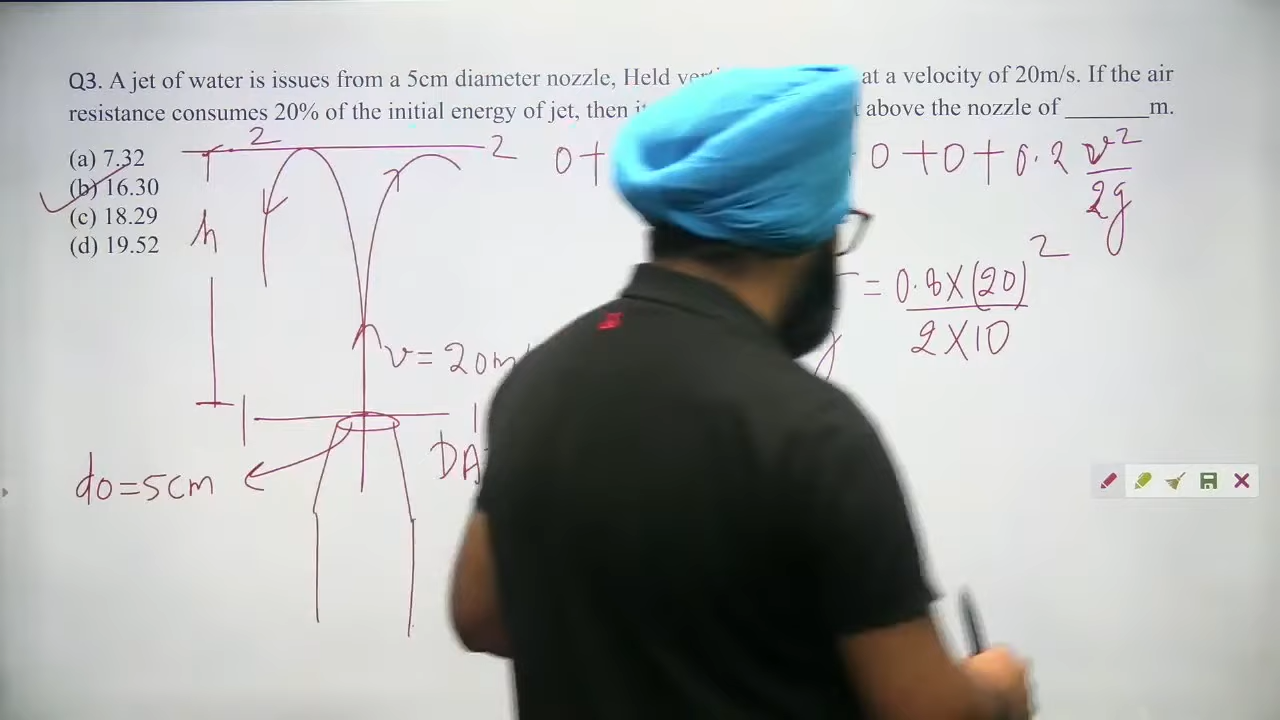 Q3. A jet of water is issues from a 5cm diameter nozzle, Held at a velocity of 20m/s. If the air
resistance consumes 20% of the initial energy of jet, then above the nozzle of _______m.
(a) 7.32
(b) 16.30
(c) 18.29
(d) 19.52
2
2
0+
0+0+0.2 v²/2g
h
= 0.8×(20)²/2×10
v=20m
1
1
do=5cm
DA